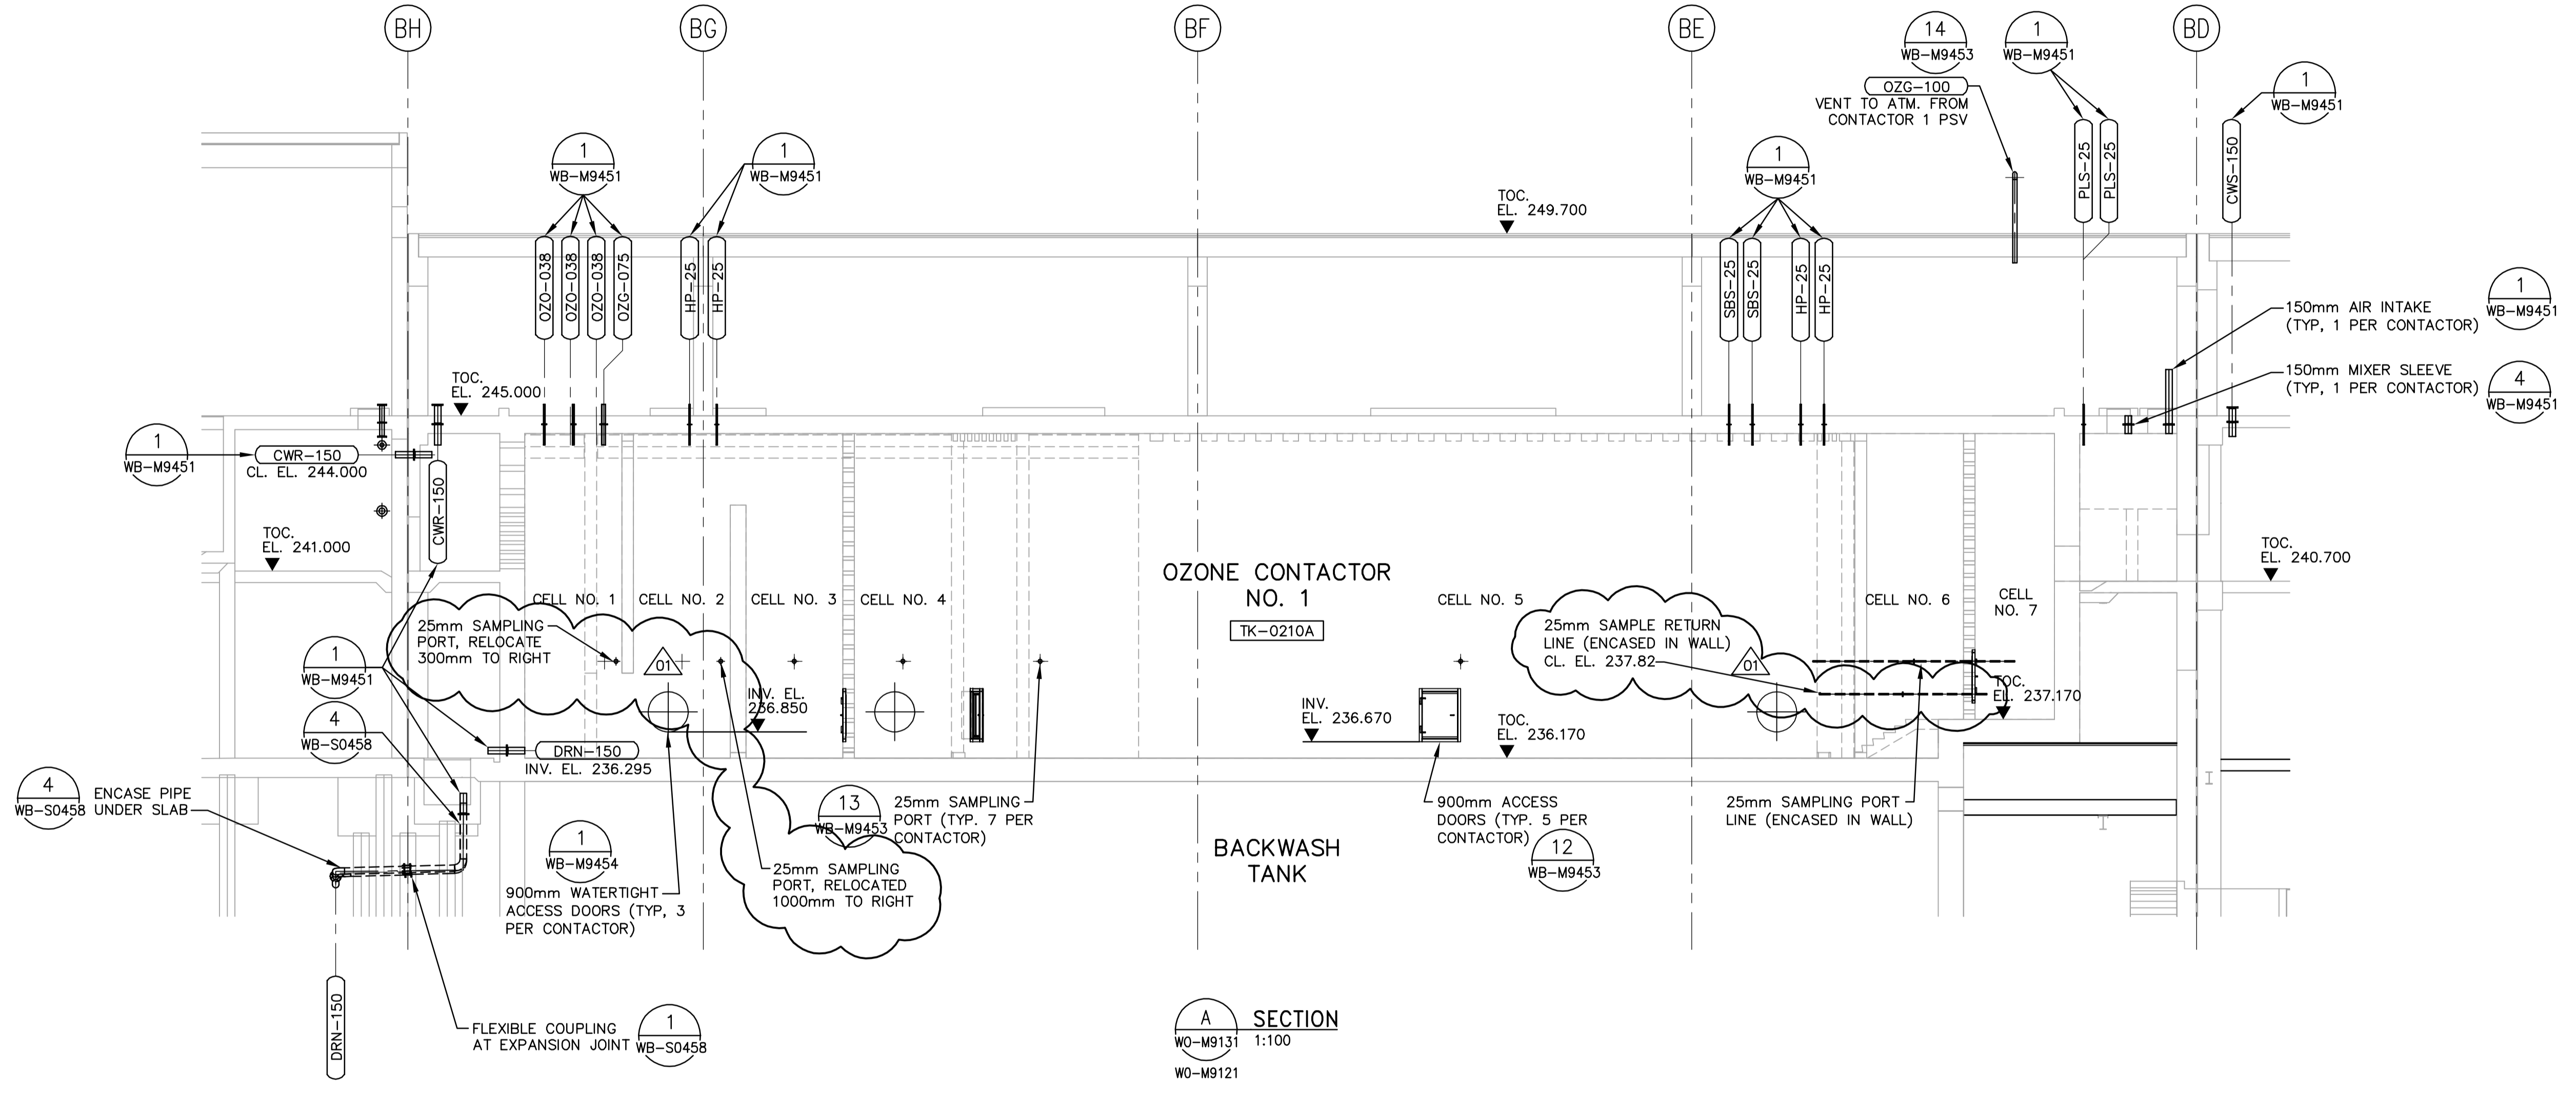 BH
BG
BF
BE
BD
14
WB-M9453
1
WB-M9451
OZG-100
VENT TO ATM. FROM
CONTACTOR 1 PSV
1
WB-M9451
PLS-25
PLS-25
CWS-150
1
WB-M9451
1
WB-M9451
1
WB-M9451
TOC.
EL. 249.700
OZO-038
OZO-038
OZO-038
OZG-075
HP-25
HP-25
SBS-25
SBS-25
HP-25
HP-25
150mm AIR INTAKE
(TYP, 1 PER CONTACTOR)
1
WB-M9451
150mm MIXER SLEEVE
(TYP, 1 PER CONTACTOR)
4
WB-M9451
TOC.
EL. 245.000
1
WB-M9451
CWR-150
CL. EL. 244.000
CWR-150
TOC.
EL. 241.000
TOC.
EL. 240.700
OZONE CONTACTOR
NO. 1
TK-0210A
CELL NO. 1
CELL NO. 2
CELL NO. 3
CELL NO. 4
CELL NO. 5
CELL NO. 6
CELL
NO. 7
25mm SAMPLING
PORT, RELOCATE
300mm TO RIGHT
01
25mm SAMPLE RETURN
LINE (ENCASED IN WALL)
CL. EL. 237.82
01
1
WB-M9451
INV. EL.
236.850
INV.
EL. 236.670
TOC.
EL. 236.170
TOC.
EL. 237.170
4
WB-S0458
DRN-150
INV. EL. 236.295
4
WB-S0458
ENCASE PIPE
UNDER SLAB
1
WB-M9454
900mm WATERTIGHT
ACCESS DOORS (TYP, 3
PER CONTACTOR)
13
WB-M9453
25mm SAMPLING
PORT (TYP. 7 PER
CONTACTOR)
25mm SAMPLING
PORT, RELOCATED
1000mm TO RIGHT
BACKWASH
TANK
900mm ACCESS
DOORS (TYP. 5 PER
CONTACTOR)
12
WB-M9453
25mm SAMPLING PORT
LINE (ENCASED IN WALL)
DRN-150
FLEXIBLE COUPLING
AT EXPANSION JOINT
1
WB-S0458
A
WO-M9131
SECTION
1:100
WO-M9121